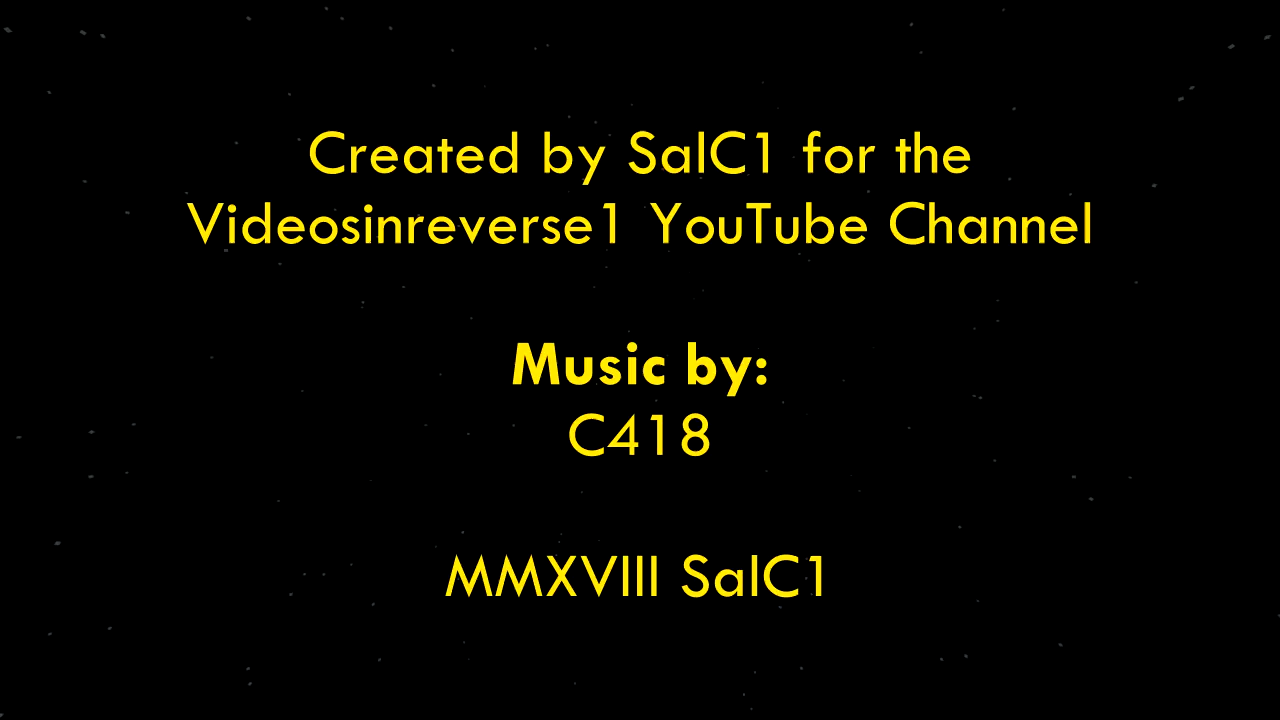 Created by SalC1 for the
Videosinreverse1 YouTube Channel
Music by:
C418
MMXVIII SalC1